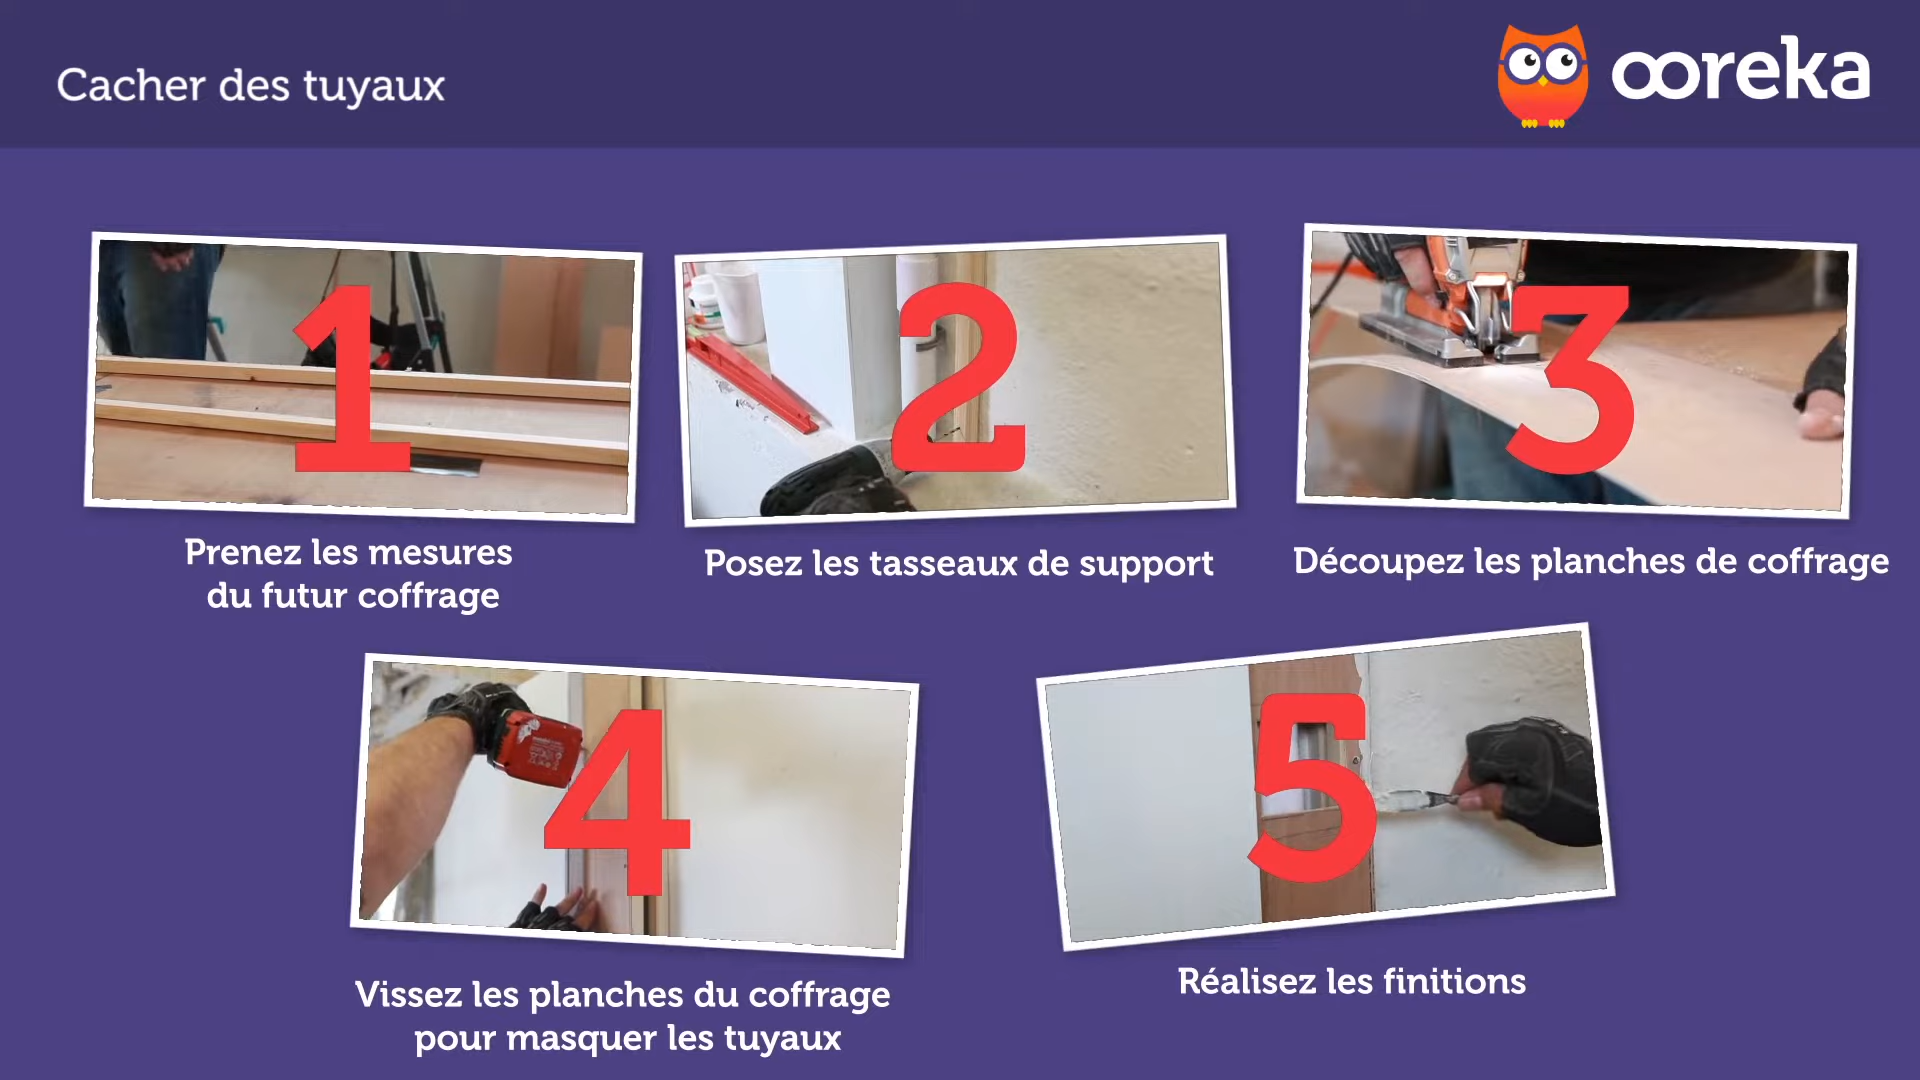 Cacher des tuyaux
ooreka
1
2
3
Prenez les mesures
du futur coffrage
Posez les tasseaux de support
Découpez les planches de coffrage
4
5
Vissez les planches du coffrage
pour masquer les tuyaux
Réalisez les finitions